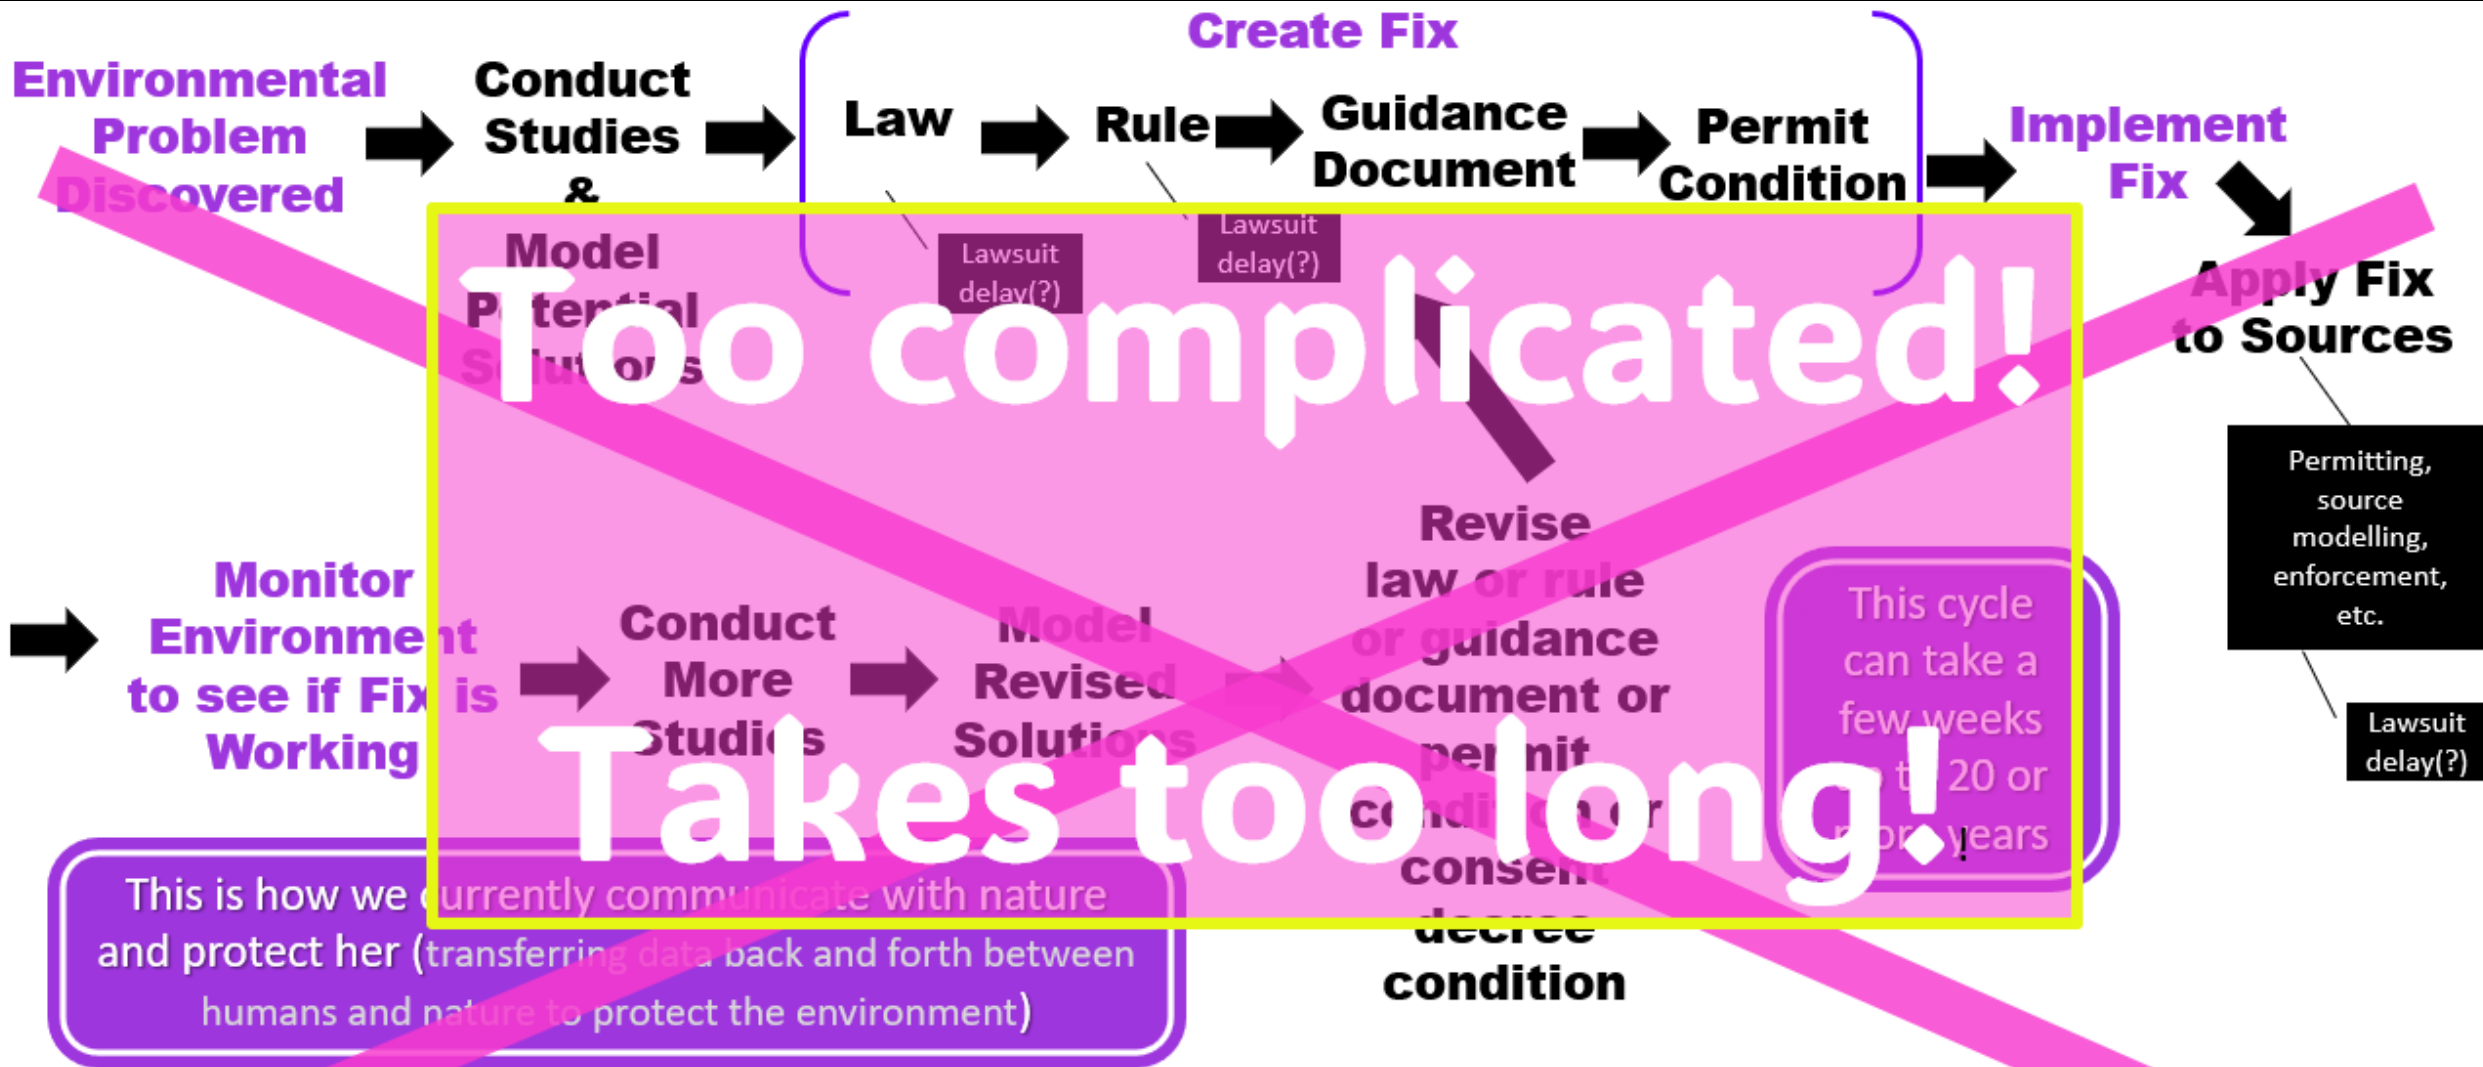 Create Fix
Environmental
Problem
Discovered
Conduct
Studies
&
Model
Potential
Solutions
Law
Rule
Guidance
Document
Permit
Condition
Implement
Fix
Lawsuit
delay(?)
Lawsuit
delay(?)
Apply Fix
to Sources
Too complicated!
Permitting,
source
modelling,
enforcement,
etc.
Lawsuit
delay(?)
Monitor
Environment
to see if Fix is
Working
Conduct
More
Studies
Model
Revised
Solutions
Revise
law or rule
or guidance
document or
permit
condition or
consent
decree
condition
This cycle
can take a
few weeks
up to 20 or
more years
!
Takes too long!
This is how we currently communicate with nature
and protect her (transferring data back and forth between
humans and nature to protect the environment)